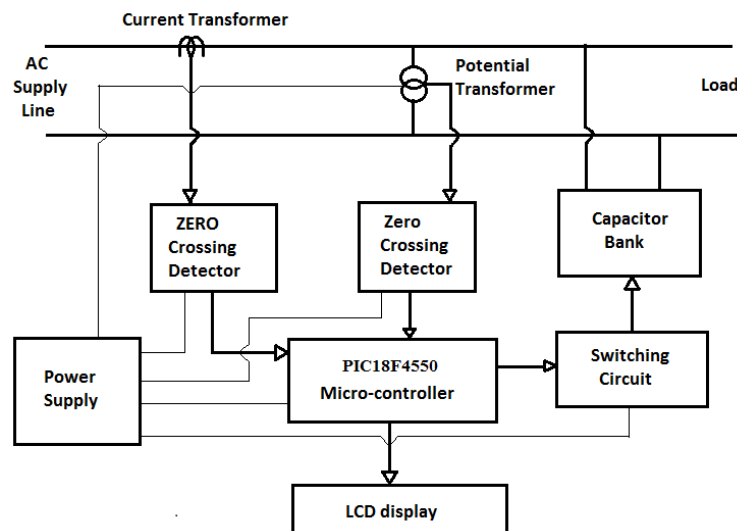 Current Transformer
AC
Supply
Line
Potential
Transformer
Load
ZERO
Crossing
Detector
Zero
Crossing
Detector
Capacitor
Bank
Power
Supply
PIC18F4550
Micro-controller
Switching
Circuit
LCD display